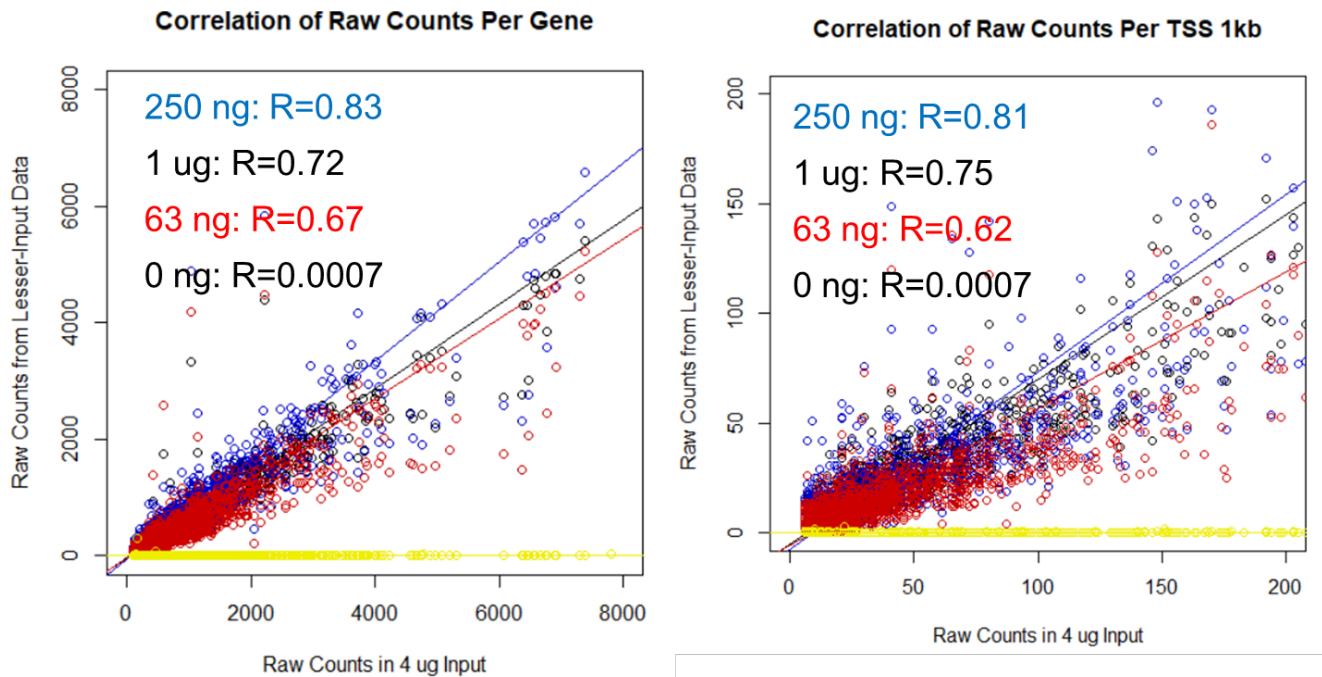 Correlation of Raw Counts Per Gene
Raw Counts from Lesser-Input Data
8000
6000
4000
2000
0
250 ng: R=0.83
1 ug: R=0.72
63 ng: R=0.67
0 ng: R=0.0007
0 2000 4000 6000 8000
Raw Counts in 4 ug Input
Correlation of Raw Counts Per TSS 1kb
Raw Counts from Lesser-Input Data
200
150
100
50
0
250 ng: R=0.81
1 ug: R=0.75
63 ng: R=0.62
0 ng: R=0.0007
0 50 100 150 200
Raw Counts in 4 ug Input